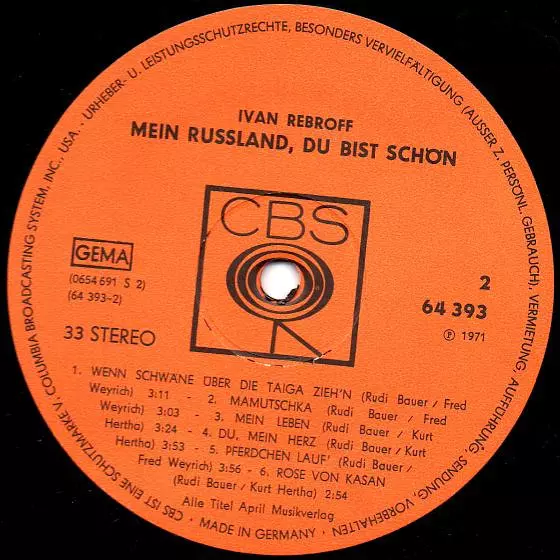 CBS IST EINE SCHUTZMARKE V. COLUMBIA BROADCASTING SYSTEM, INC., USA. · URHEBER- U. LEISTUNGSSCHUTZRECHTE, BESONDERS VERVIELFÄLTIGUNG (AUSSER Z. PERSÖNL. GEBRAUCH), VERMIETUNG, AUFFÜHRUNG, SENDUNG, VORBEHALTEN · MADE IN GERMANY ·
IVAN REBROFF
MEIN RUSSLAND, DU BIST SCHÖN
CBS
GEMA
(0654 691 S 2)
(64 393-2)
2
64 393
33 STEREO
℗ 1971
1. WENN SCHWÄNE ÜBER DIE TAIGA ZIEH'N (Rudi Bauer / Fred
Weyrich) 3:11 - 2. MAMUTSCHKA (Rudi Bauer / Fred
Weyrich) 3:03 - 3. MEIN LEBEN (Rudi Bauer / Kurt
Hertha) 3:24 - 4. DU, MEIN HERZ (Rudi Bauer / Kurt
Hertha) 3:53 - 5. PFERDCHEN LAUF' (Rudi Bauer /
Fred Weyrich) 3:56 - 6. ROSE VON KASAN
(Rudi Bauer / Kurt Hertha) 2:54
Alle Titel April Musikverlag